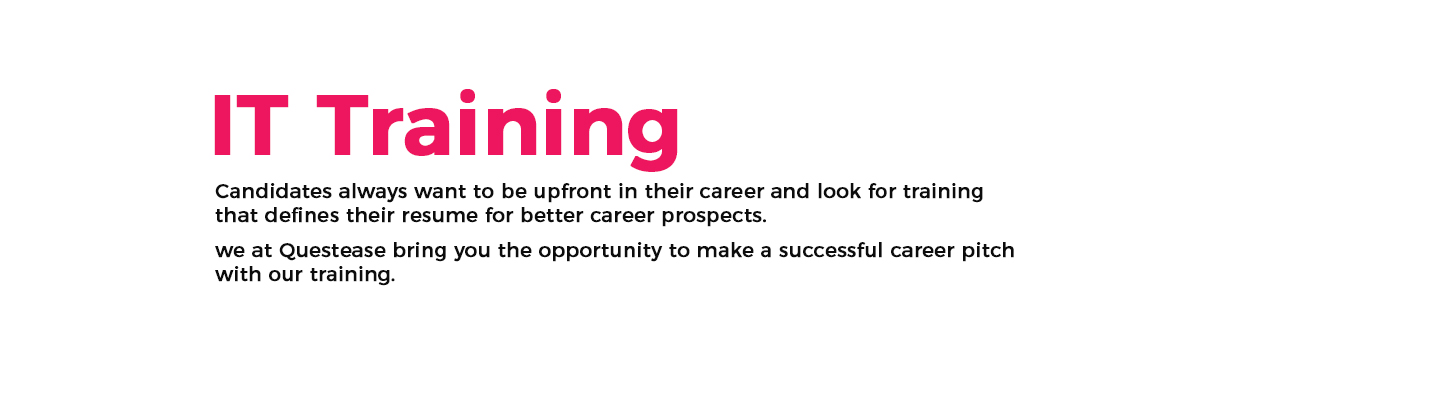 IT Training
Candidates always want to be upfront in their career and look for training
that defines their resume for better career prospects.
we at Questease bring you the opportunity to make a successful career pitch
with our training.